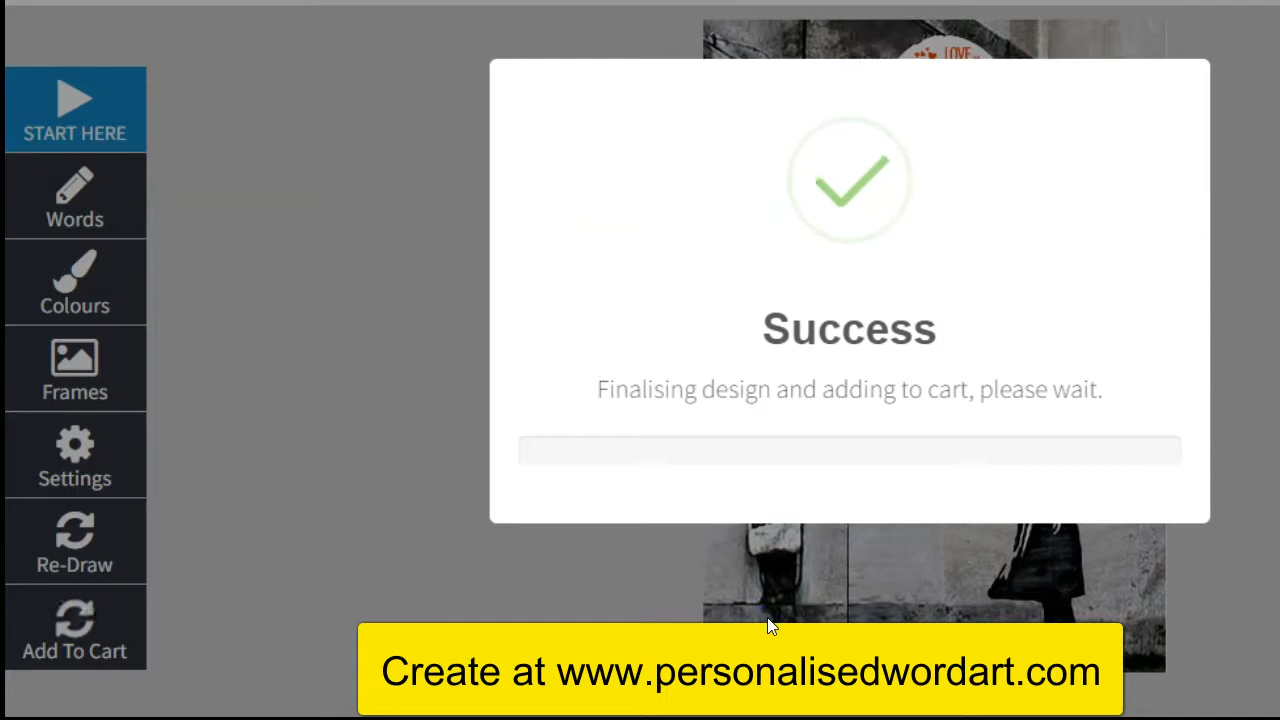 LOVE
START HERE
Words
Colours
Frames
Settings
Re-Draw
Add To Cart
Success
Finalising design and adding to cart, please wait.
Create at www.personalisedwordart.com